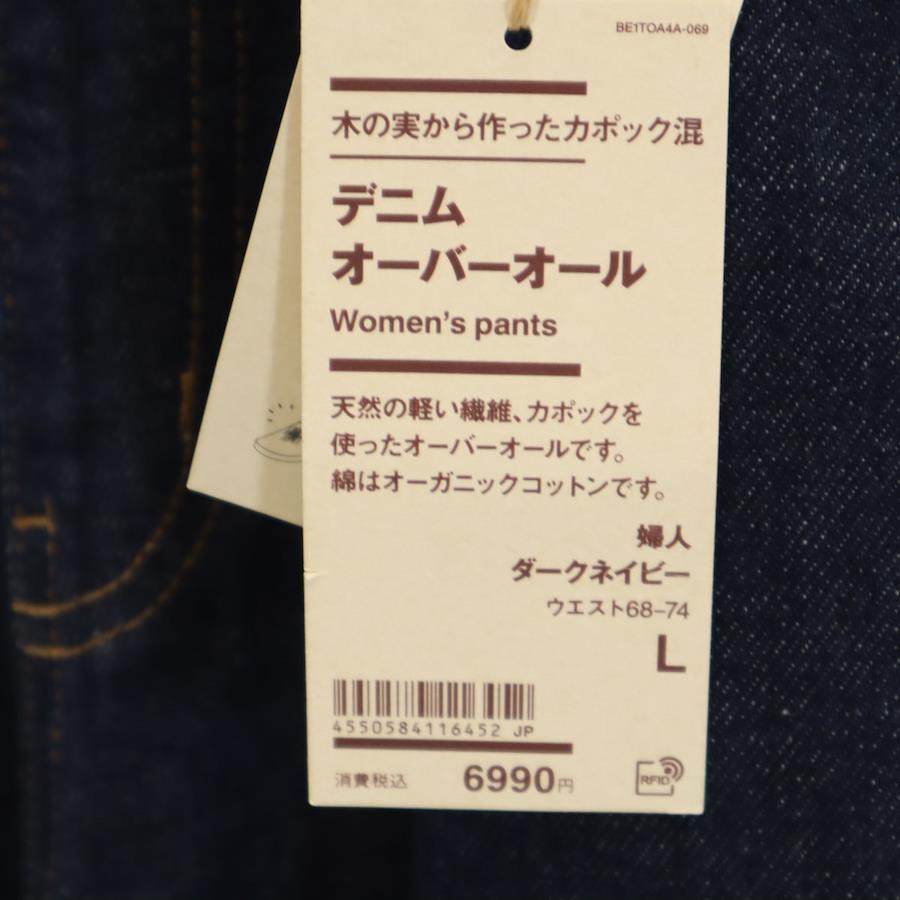 BE1TOA4A-069
木の実から作ったカポック混
デニム
オーバーオール
Women's pants
天然の軽い繊維、カポックを
使ったオーバーオールです。
綿はオーガニックコットンです。
婦人
ダークネイビー
ウエスト68–74
L
4550584116452 JP
消費税込 6990円
RFID